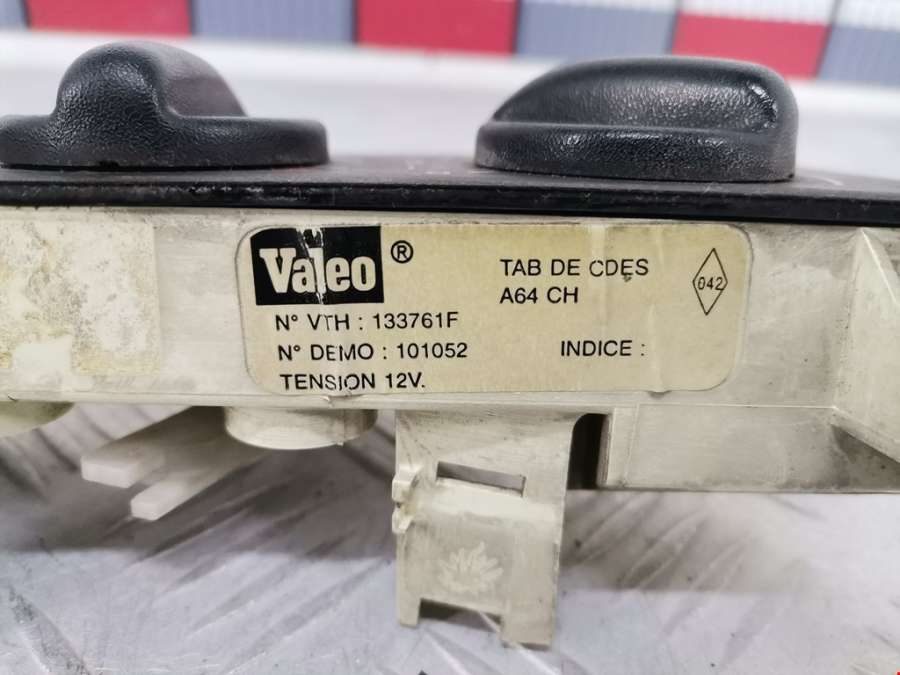 Valeo ®
TAB DE CDES
A64 CH
042
N° VTH : 133761F
N° DEMO : 101052
INDICE :
TENSION 12V.